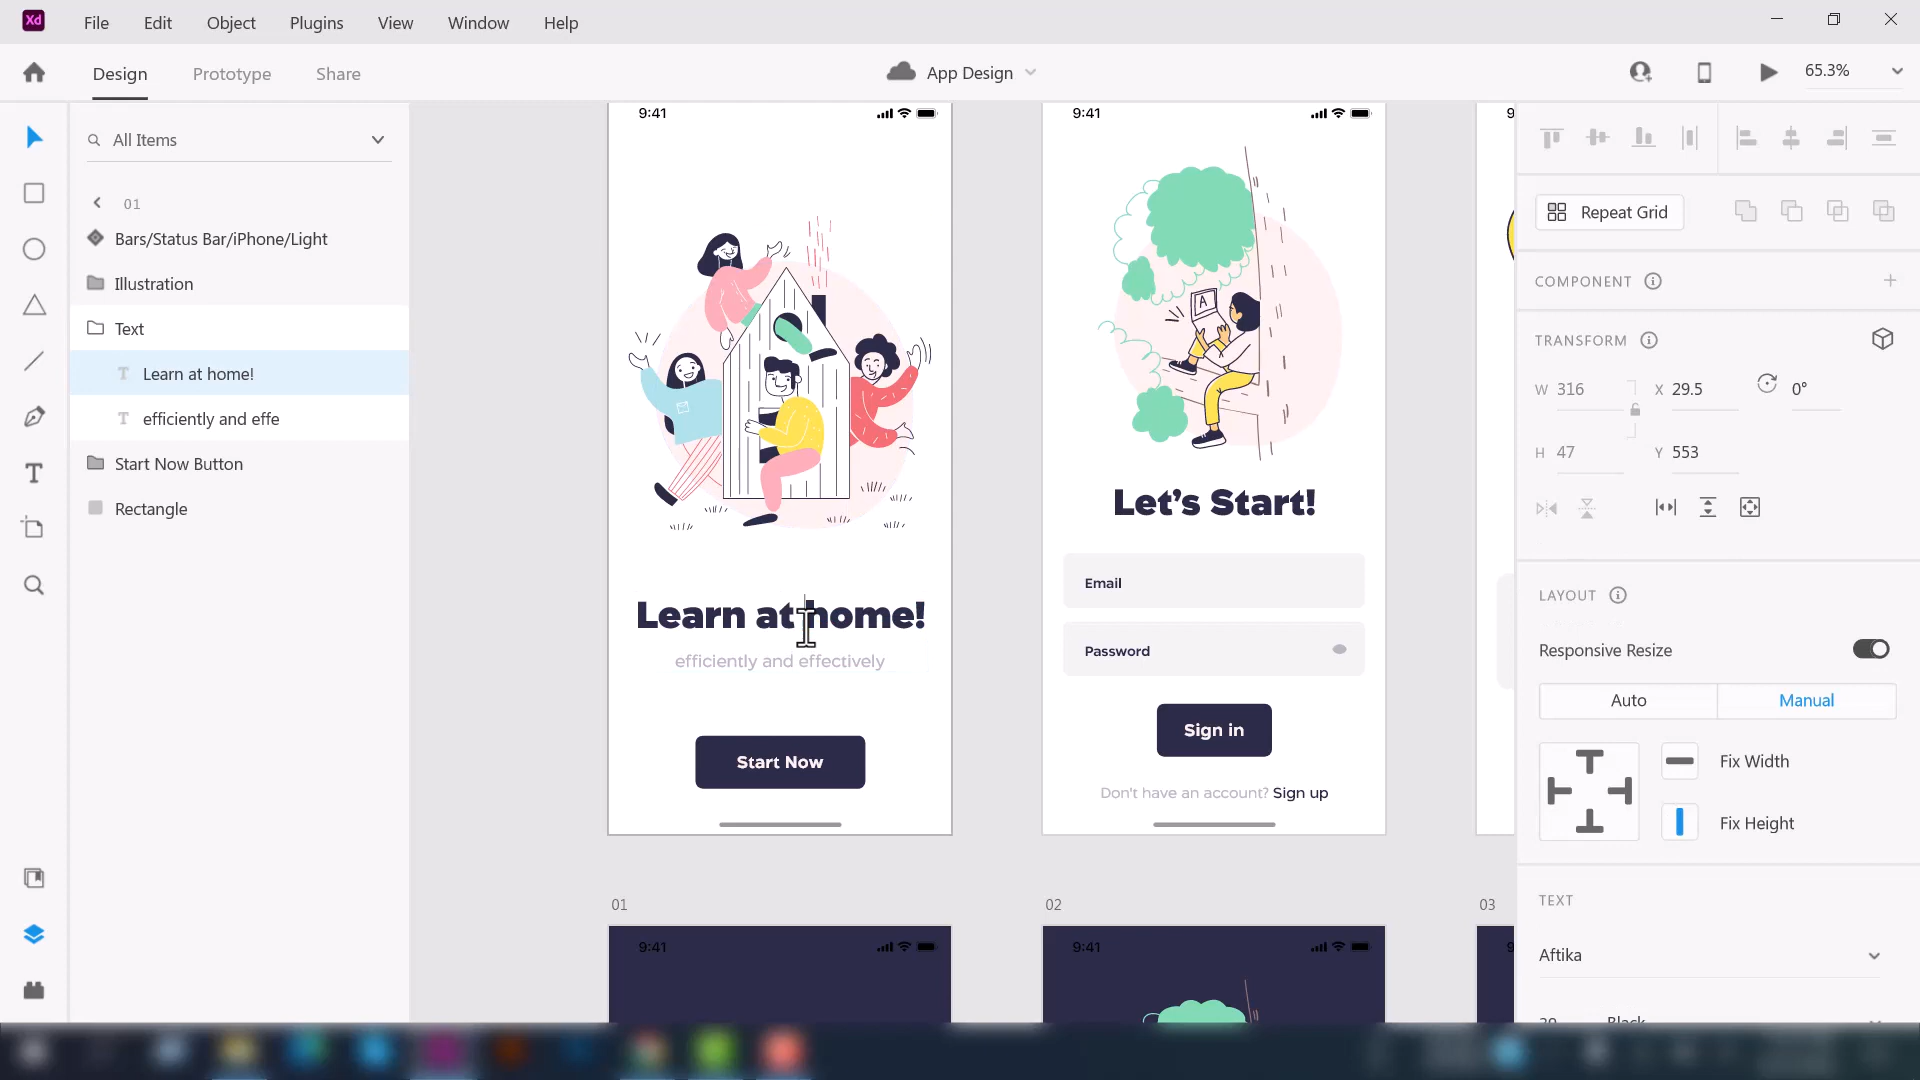 Xd File Edit Object Plugins View Window Help
Design Prototype Share App Design 65.3%
All Items
01
Bars/Status Bar/iPhone/Light
Illustration
Text
T Learn at home!
T efficiently and effe
Start Now Button
Rectangle
9:41
Learn at home!
efficiently and effectively
Start Now
9:41
A
Let's Start!
Email
Password
Sign in
Don't have an account? Sign up
9
01
02
03
9:41
9:41
9
Repeat Grid
COMPONENT
TRANSFORM
W 316 X 29.5 0°
H 47 Y 553
LAYOUT
Responsive Resize
Auto Manual
Fix Width
Fix Height
TEXT
Aftika
Black